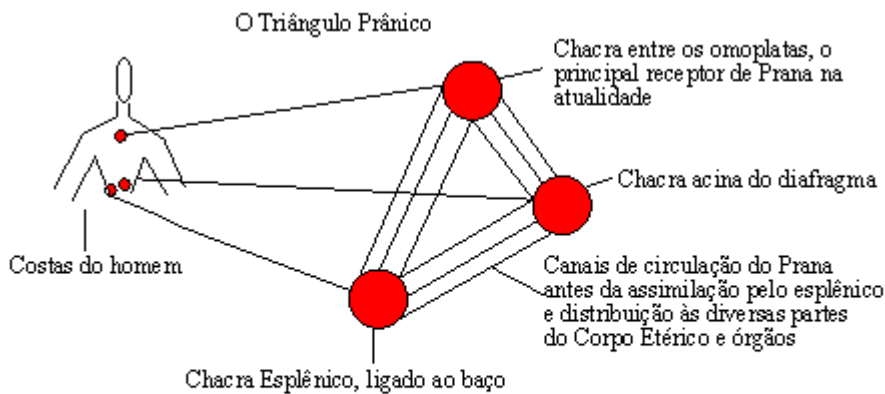 O Triângulo Prânico
Chacra entre os omoplatas, o
principal receptor de Prana na
atualidade
Chacra acina do diafragma
Costas do homem
Canais de circulação do Prana
antes da assimilação pelo esplênico
e distribuição às diversas partes
do Corpo Etérico e órgãos
Chacra Esplênico, ligado ao baço